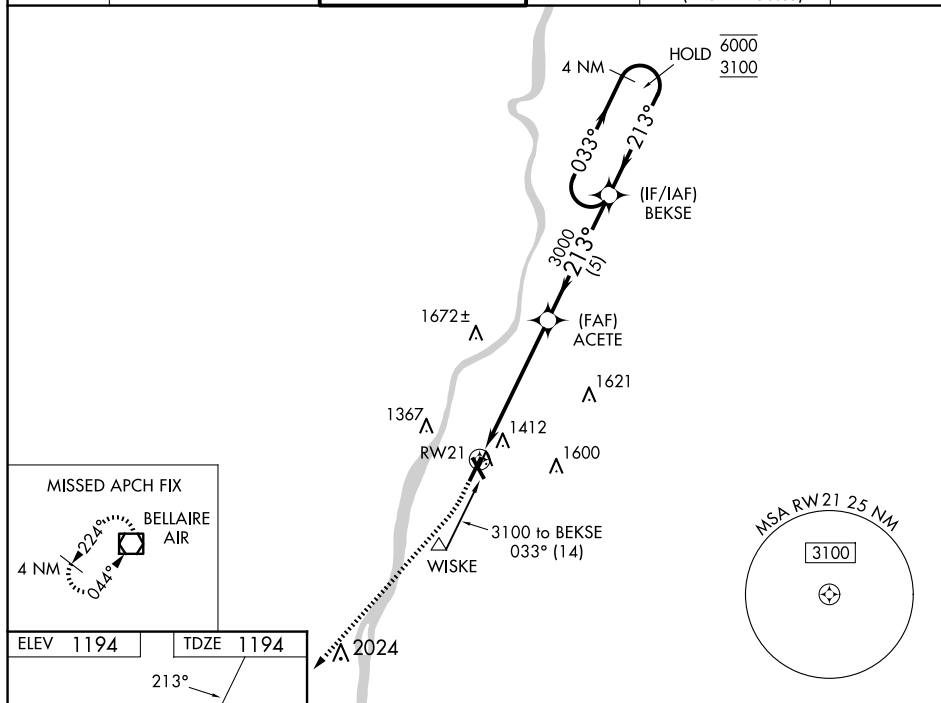 HOLD 6000
3100
4 NM
033°
213°
(IF/IAF)
BEKSE
3000
213°
(5)
(FAF)
ACETE
1672±
1621
1367
1412
RW21
1600
3100 to BEKSE
033° (14)
WISKE
MISSED APCH FIX
BELLAIRE
AIR
224°
4 NM
044°
MSA RW21 25 NM
3100
2024
ELEV 1194
TDZE 1194
213°